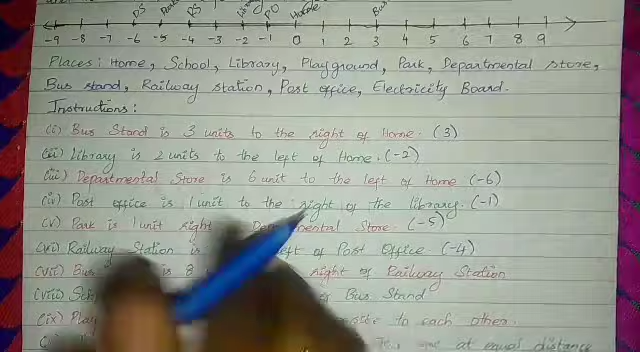 DS Park RS Library PO Home Bus
-9 -8 -7 -6 -5 -4 -3 -2 -1 0 1 2 3 4 5 6 7 8 9
Places: Home, School, Library, Playground, Park, Departmental Store,
Bus stand, Railway station, Post office, Electricity Board.
Instructions:
(i) Bus Stand is 3 units to the right of Home. (3)
(ii) Library is 2 units to the left of Home. (-2)
(iii) Departmental Store is 6 unit to the left of Home (-6)
(iv) Post office is 1 unit to the right of the library. (-1)
(v) Park is 1 unit right Departmental Store. (-5)
(vi) Railway Station is left of Post Office (-4)
(vii) Bus is 8 right of Railway Station
(viii) of Bus Stand
(ix) to each other.
are at equal distance